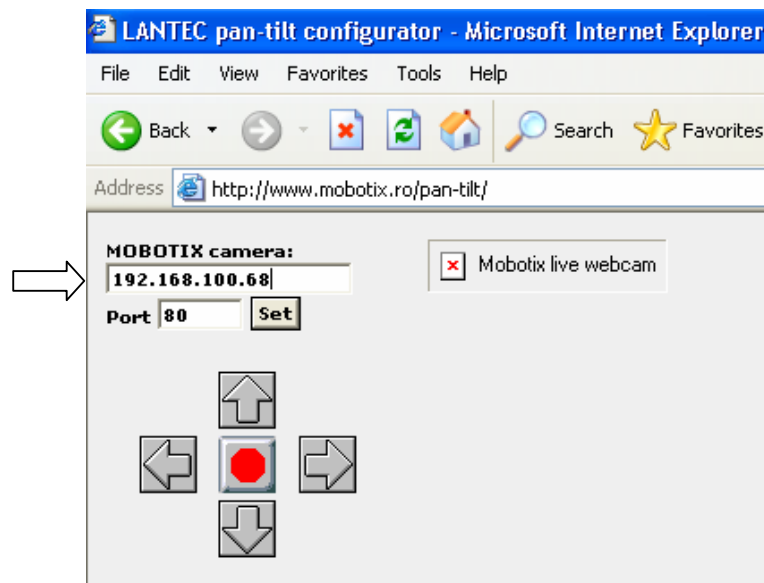 LANTEC pan-tilt configurator - Microsoft Internet Explorer
File Edit View Favorites Tools Help
Back Search Favorites
Address http://www.mobotix.ro/pan-tilt/
MOBOTIX camera:
192.168.100.68
Mobotix live webcam
Port 80 Set